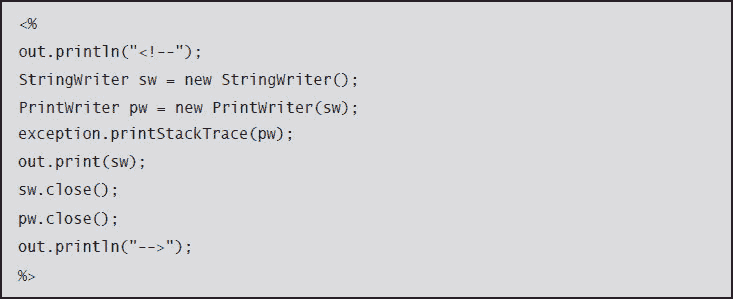 <%
out.println("<!--");
StringWriter sw = new StringWriter();
PrintWriter pw = new PrintWriter(sw);
exception.printStackTrace(pw);
out.print(sw);
sw.close();
pw.close();
out.println("-->");
%>